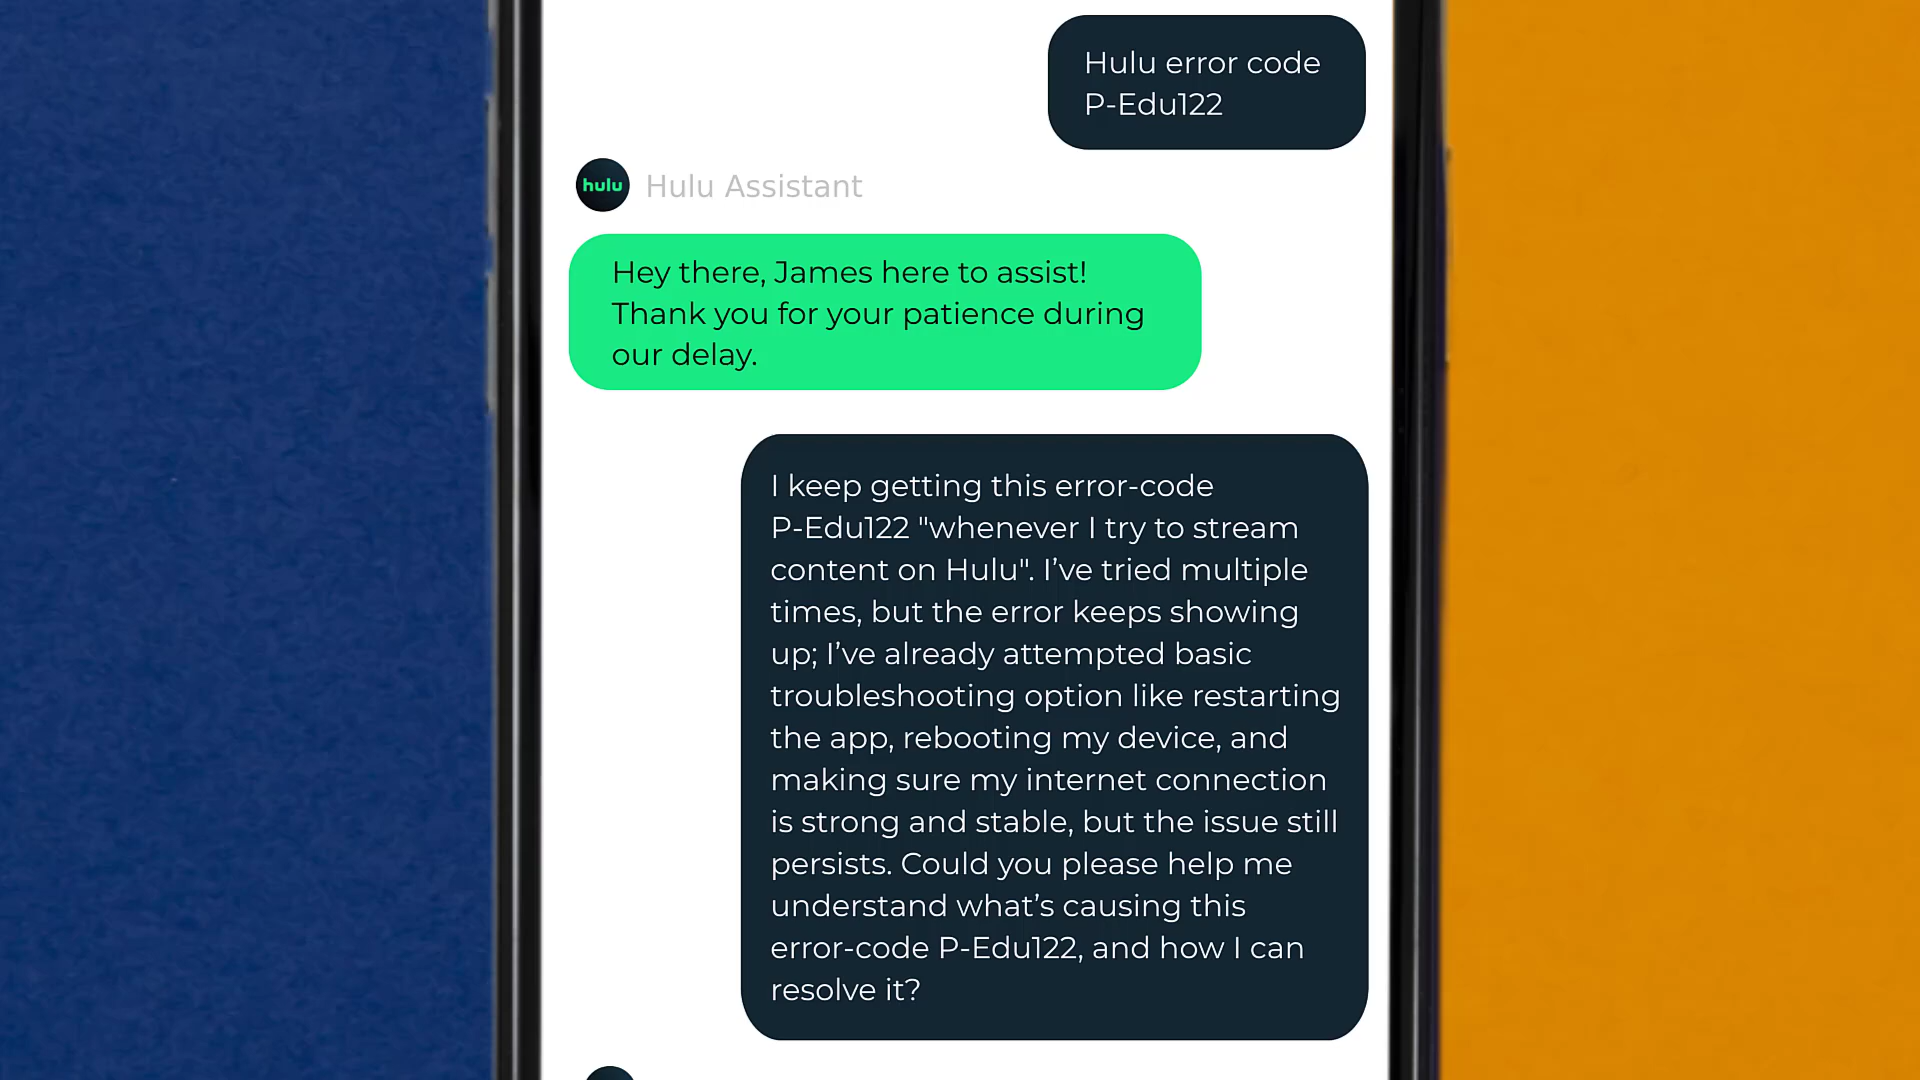 Hulu error code
P-Edu122
hulu
Hulu Assistant
Hey there, James here to assist!
Thank you for your patience during
our delay.
I keep getting this error-code
P-Edu122 "whenever I try to stream
content on Hulu". I’ve tried multiple
times, but the error keeps showing
up; I’ve already attempted basic
troubleshooting option like restarting
the app, rebooting my device, and
making sure my internet connection
is strong and stable, but the issue still
persists. Could you please help me
understand what’s causing this
error-code P-Edu122, and how I can
resolve it?